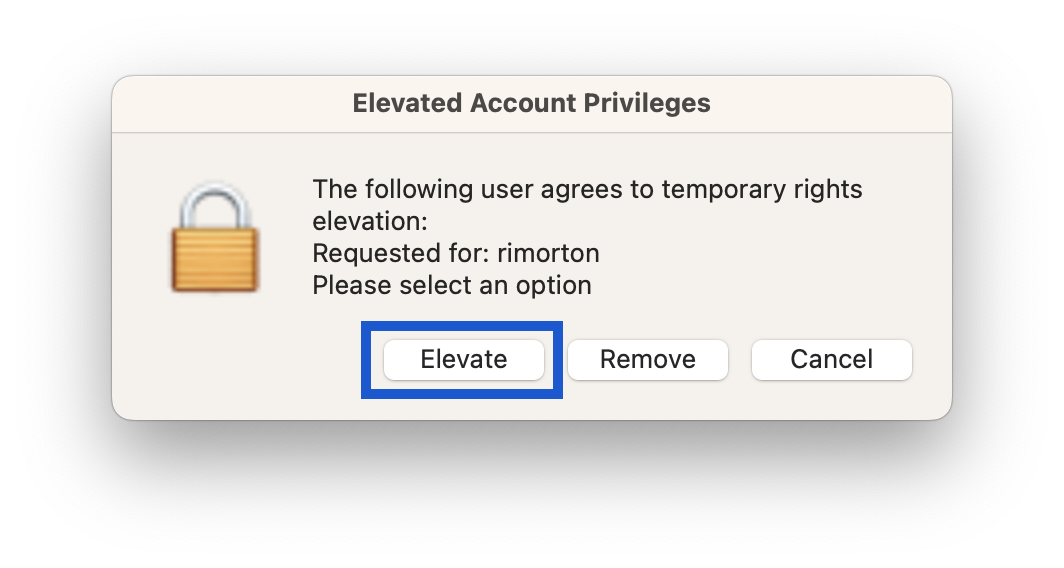 Elevated Account Privileges
The following user agrees to temporary rights
elevation:
Requested for: rimorton
Please select an option
Elevate Remove Cancel